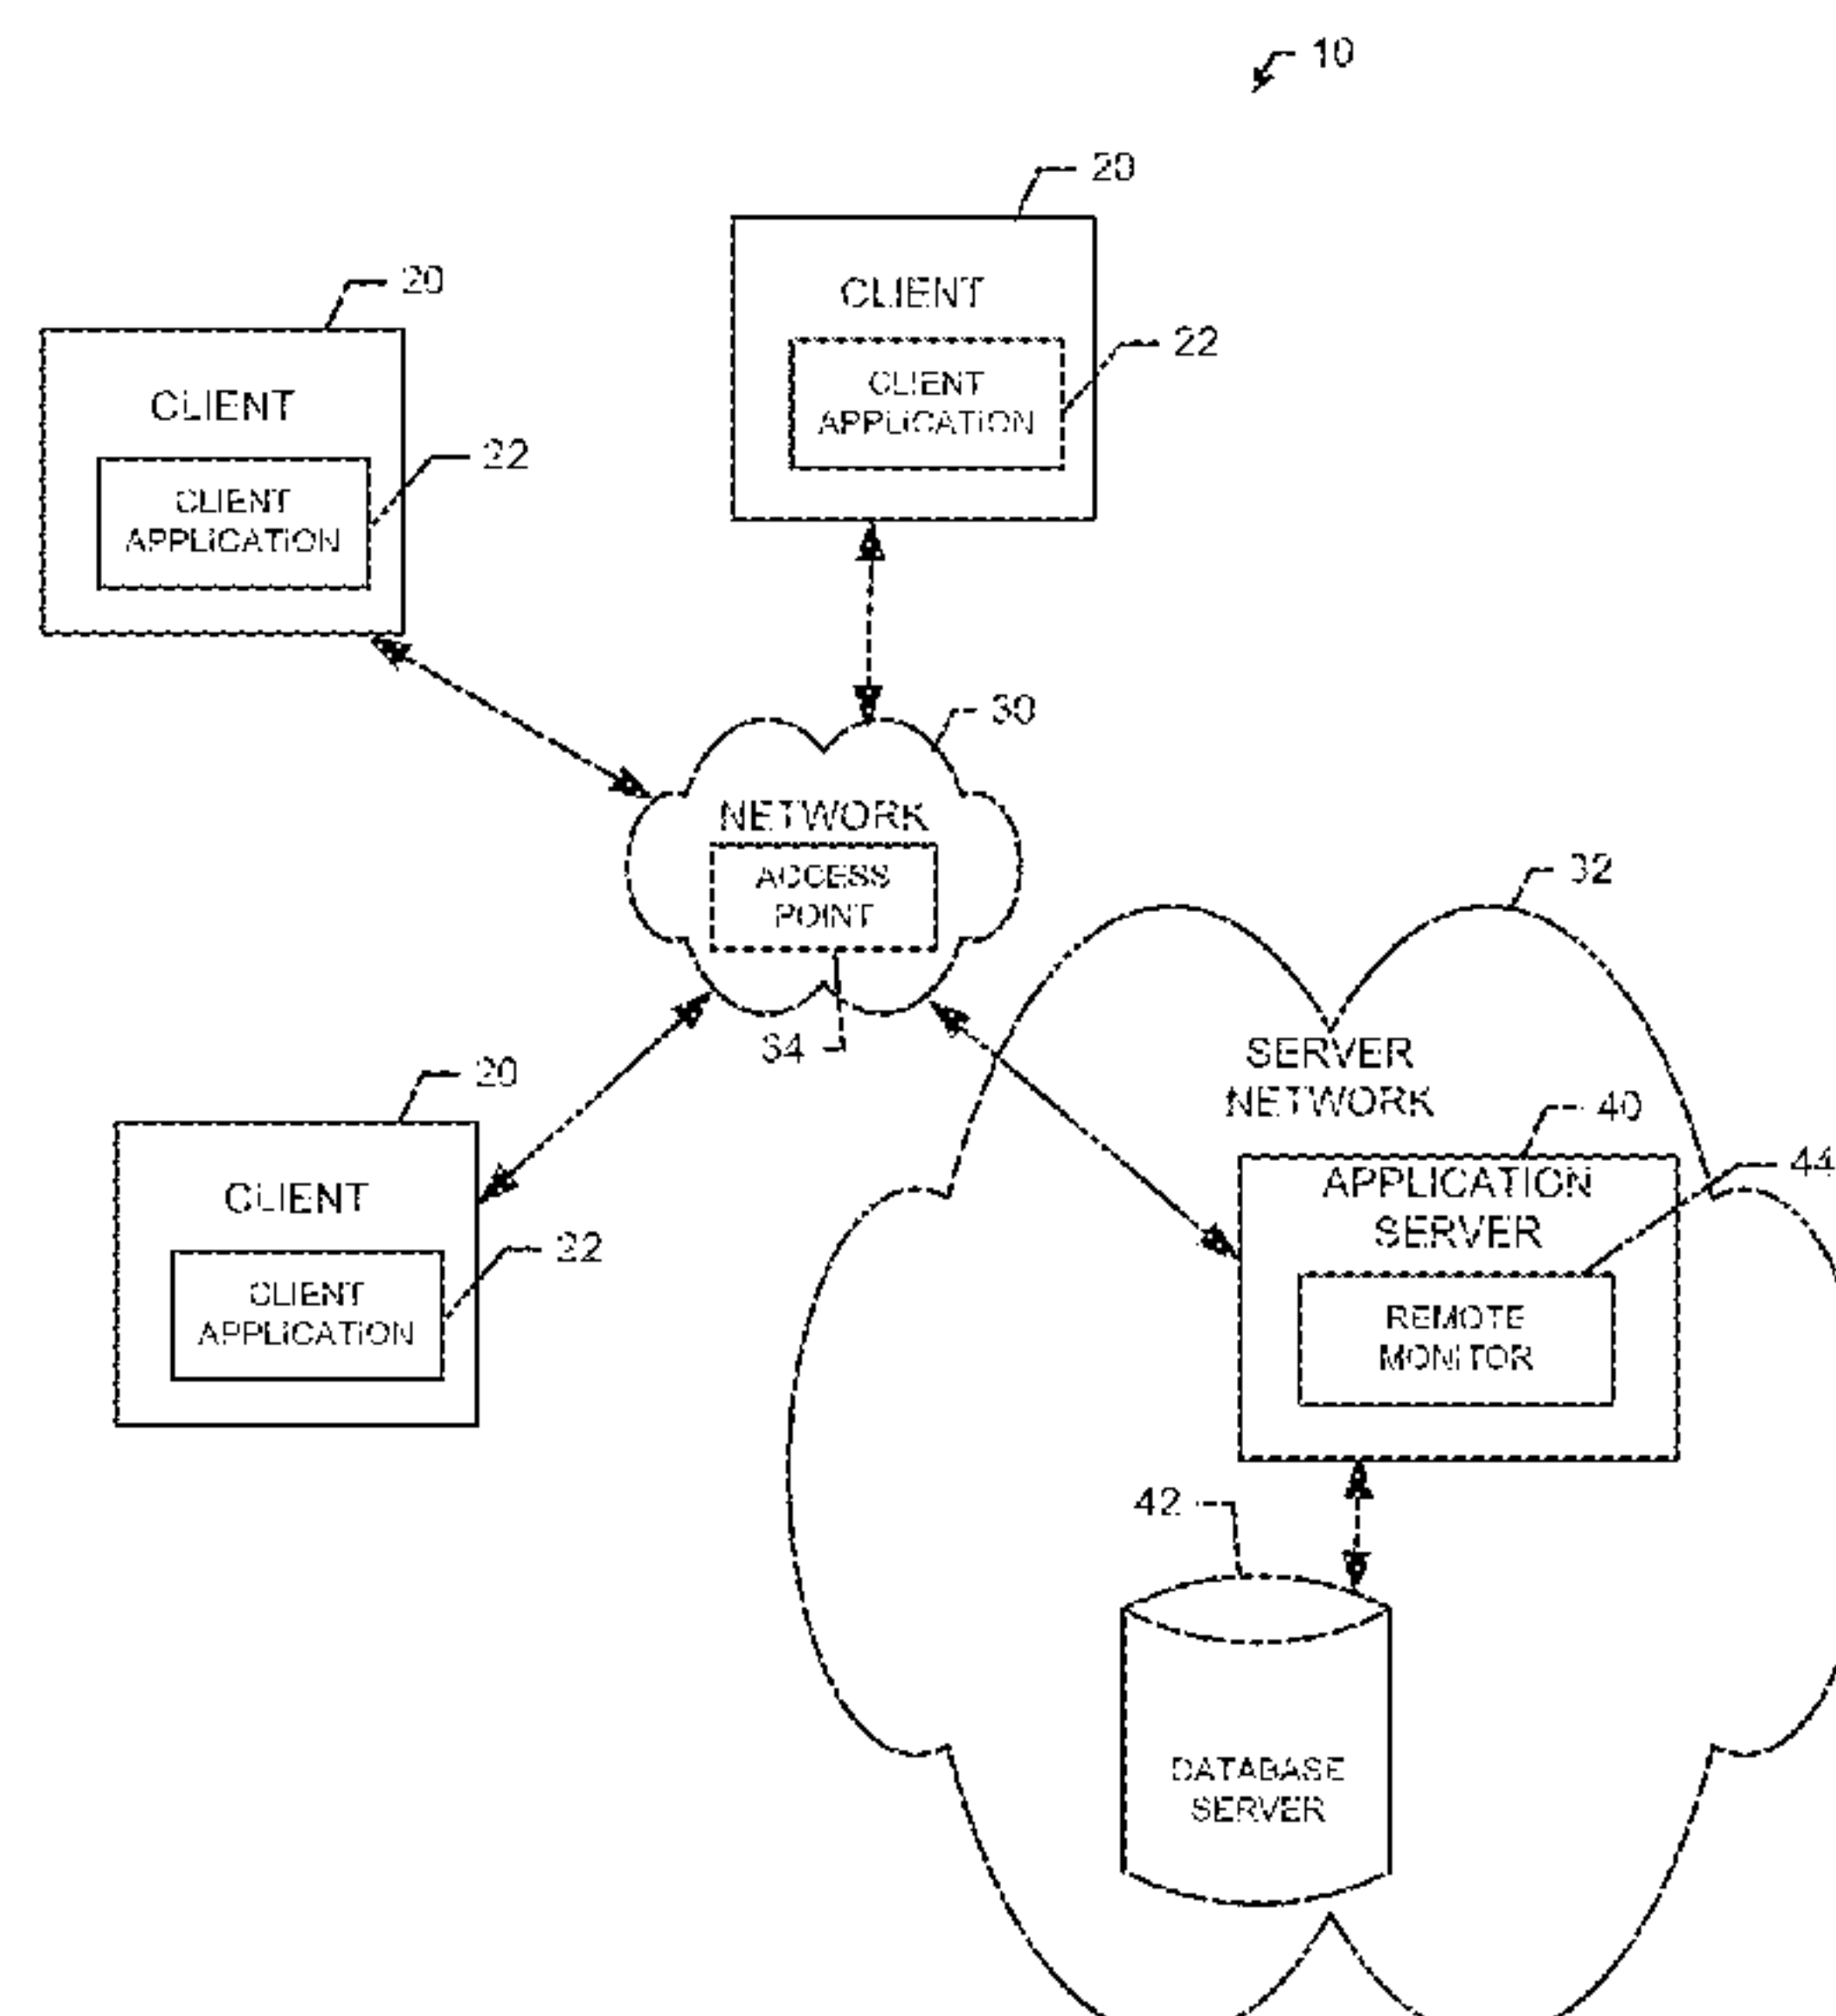 10
20
CLIENT
22
CLIENT
APPLICATION
20
CLIENT
22
CLIENT
APPLICATION
30
NETWORK
ACCESS
POINT
34
32
SERVER
NETWORK
40
APPLICATION
SERVER
44
REMOTE
MONITOR
20
CLIENT
22
CLIENT
APPLICATION
42
DATABASE
SERVER